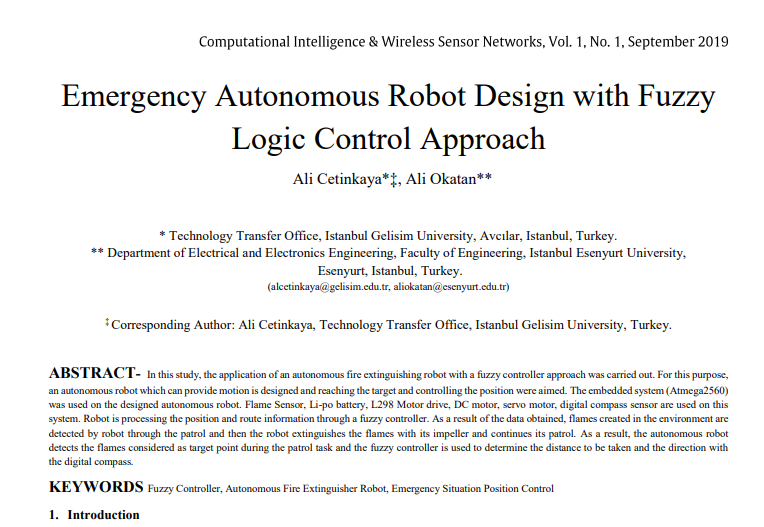 Computational Intelligence & Wireless Sensor Networks, Vol. 1, No. 1, September 2019
Emergency Autonomous Robot Design with Fuzzy
Logic Control Approach
Ali Cetinkaya*‡, Ali Okatan**
* Technology Transfer Office, Istanbul Gelisim University, Avcılar, Istanbul, Turkey.
** Department of Electrical and Electronics Engineering, Faculty of Engineering, Istanbul Esenyurt University,
Esenyurt, Istanbul, Turkey.
(alcetinkaya@gelisim.edu.tr, aliokatan@esenyurt.edu.tr)
‡ Corresponding Author: Ali Cetinkaya, Technology Transfer Office, Istanbul Gelisim University, Turkey.
ABSTRACT- In this study, the application of an autonomous fire extinguishing robot with a fuzzy controller approach was carried out. For this purpose,
an autonomous robot which can provide motion is designed and reaching the target and controlling the position were aimed. The embedded system (Atmega2560)
was used on the designed autonomous robot. Flame Sensor, Li-po battery, L298 Motor drive, DC motor, servo motor, digital compass sensor are used on this
system. Robot is processing the position and route information through a fuzzy controller. As a result of the data obtained, flames created in the environment are
detected by robot through the patrol and then the robot extinguishes the flames with its impeller and continues its patrol. As a result, the autonomous robot
detects the flames considered as target point during the patrol task and the fuzzy controller is used to determine the distance to be taken and the direction with
the digital compass.
KEYWORDS Fuzzy Controller, Autonomous Fire Extinguisher Robot, Emergency Situation Position Control
1. Introduction